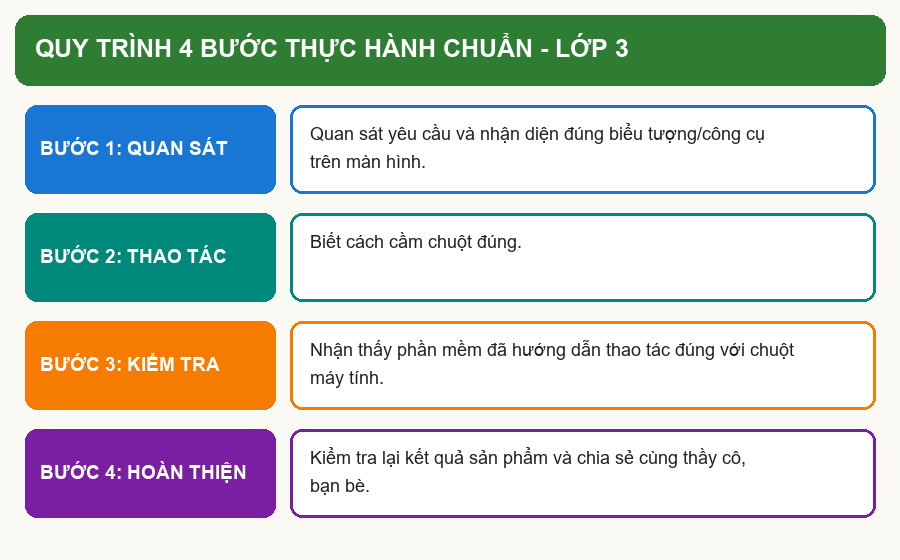 QUY TRÌNH 4 BƯỚC THỰC HÀNH CHUẨN - LỚP 3
BƯỚC 1: QUAN SÁT
Quan sát yêu cầu và nhận diện đúng biểu tượng/công cụ
trên màn hình.
BƯỚC 2: THAO TÁC
Biết cách cầm chuột đúng.
BƯỚC 3: KIỂM TRA
Nhận thấy phần mềm đã hướng dẫn thao tác đúng với chuột
máy tính.
BƯỚC 4: HOÀN THIỆN
Kiểm tra lại kết quả sản phẩm và chia sẻ cùng thầy cô,
bạn bè.